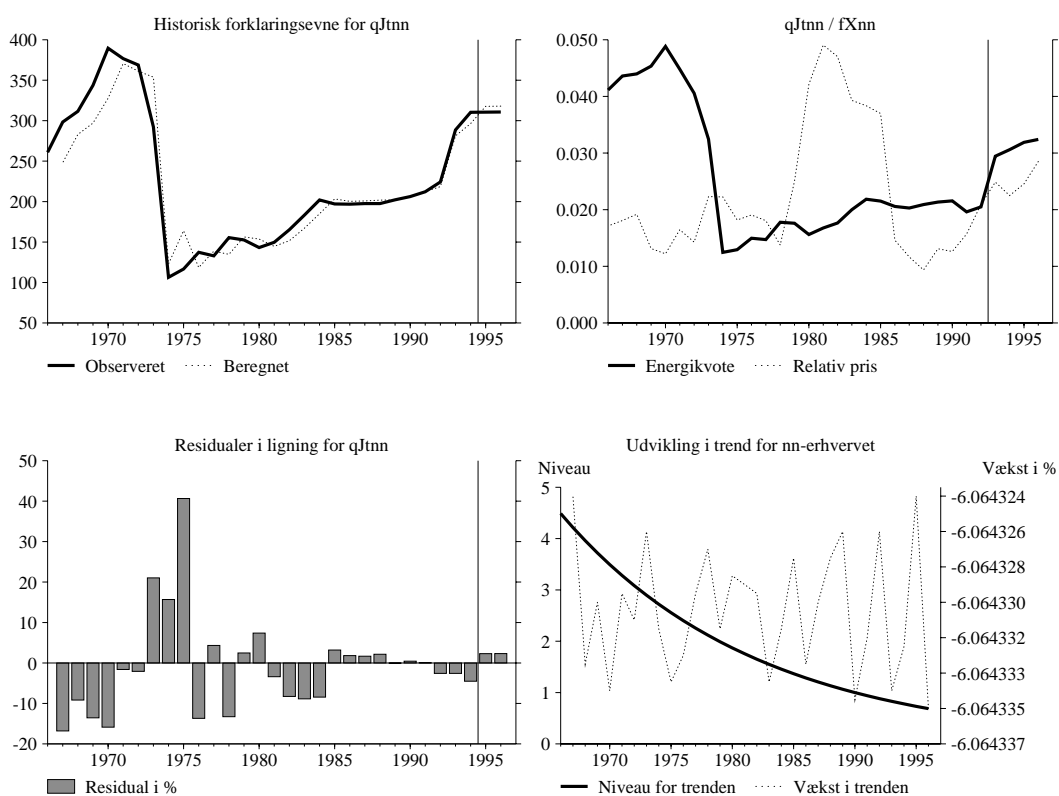 Historisk forklaringsevne for qJtnn
400
350
300
250
200
150
100
50
1970 1975 1980 1985 1990 1995
Observeret Beregnet
qJtnn / fXnn
0.050
0.040
0.030
0.020
0.010
0.000
1970 1975 1980 1985 1990 1995
Energikvote Relativ pris
Residualer i ligning for qJtnn
50
40
30
20
10
0
-10
-20
1970 1975 1980 1985 1990 1995
Residual i %
Udvikling i trend for nn-erhvervet
Niveau Vækst i %
5
4
3
2
1
0
-6.064324
-6.064326
-6.064328
-6.064330
-6.064332
-6.064333
-6.064335
-6.064337
1970 1975 1980 1985 1990 1995
Niveau for trenden Vækst i trenden